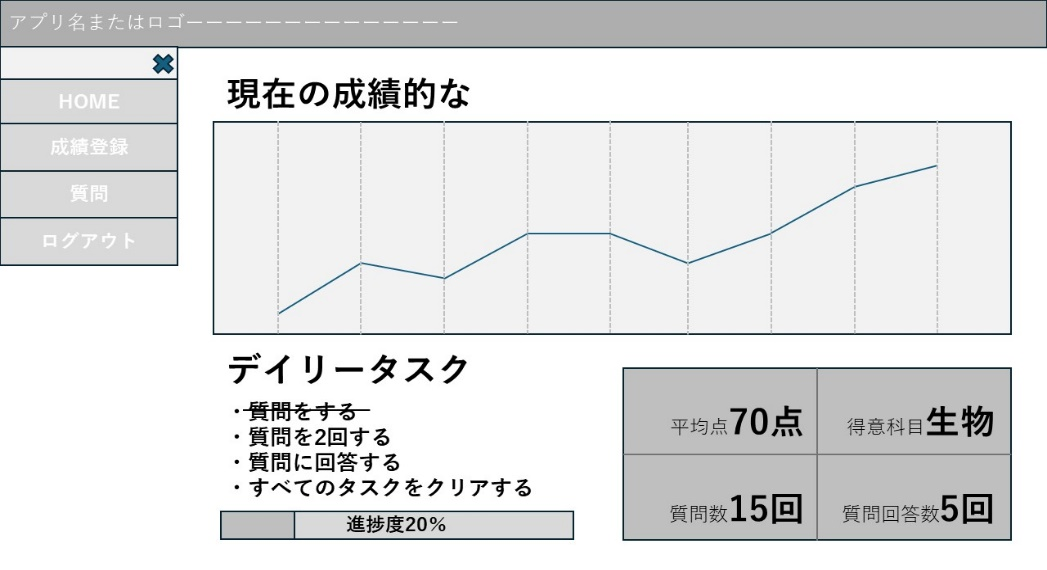 アプリ名またはロゴーーーーーーーーーーーーーー
HOME
成績登録
質問
ログアウト
現在の成績的な
デイリータスク
・質問をする
・質問を2回する
・質問に回答する
・すべてのタスクをクリアする
進捗度20%
平均点70点
得意科目生物
質問数15回
質問回答数5回